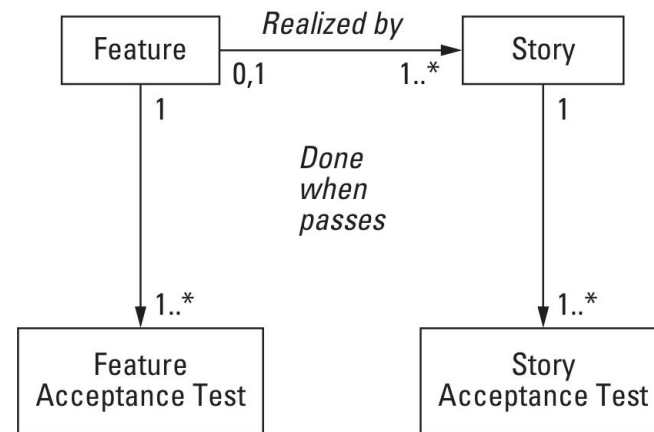 Realized by
Feature
Story
0,1
1..*
1
1
Done
when
passes
1..*
1..*
Feature
Acceptance Test
Story
Acceptance Test